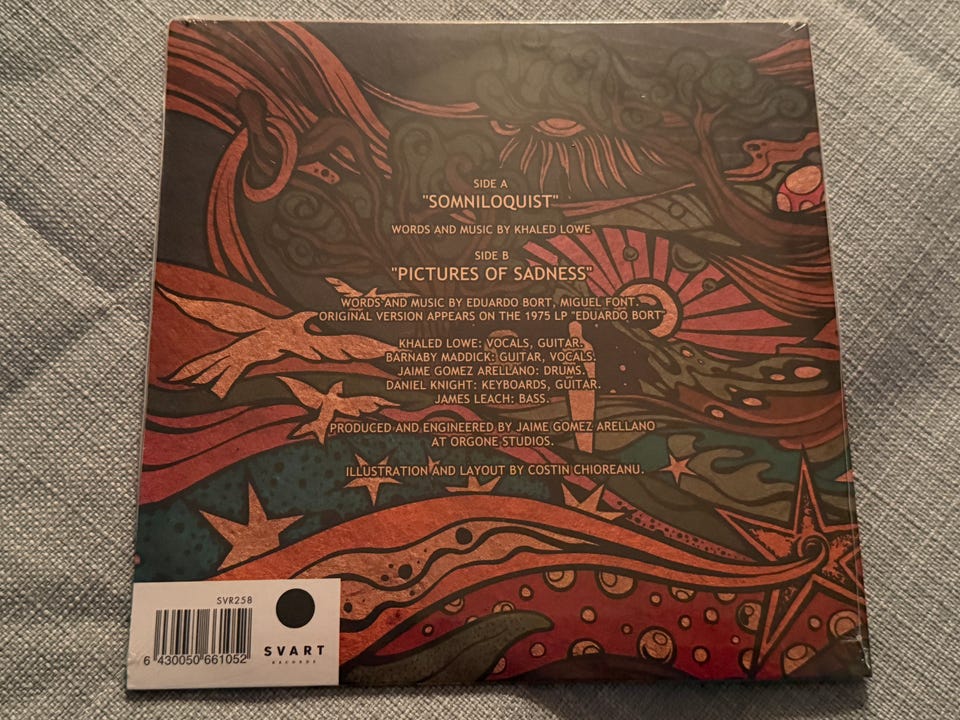 SIDE A
"SOMNILOQUIST"
WORDS AND MUSIC BY KHALED LOWE
SIDE B
"PICTURES OF SADNESS"
WORDS AND MUSIC BY EDUARDO BORT, MIGUEL FONT.
ORIGINAL VERSION APPEARS ON THE 1975 LP "EDUARDO BORT"
KHALED LOWE: VOCALS, GUITAR.
BARNABY MADDICK: GUITAR, VOCALS.
JAIME GOMEZ ARELLANO: DRUMS.
DANIEL KNIGHT: KEYBOARDS, GUITAR.
JAMES LEACH: BASS.
PRODUCED AND ENGINEERED BY JAIME GOMEZ ARELLANO
AT ORGONE STUDIOS.
ILLUSTRATION AND LAYOUT BY COSTIN CHIOREANU.
SVR258
6 430050 661052
SVART
RECORDS